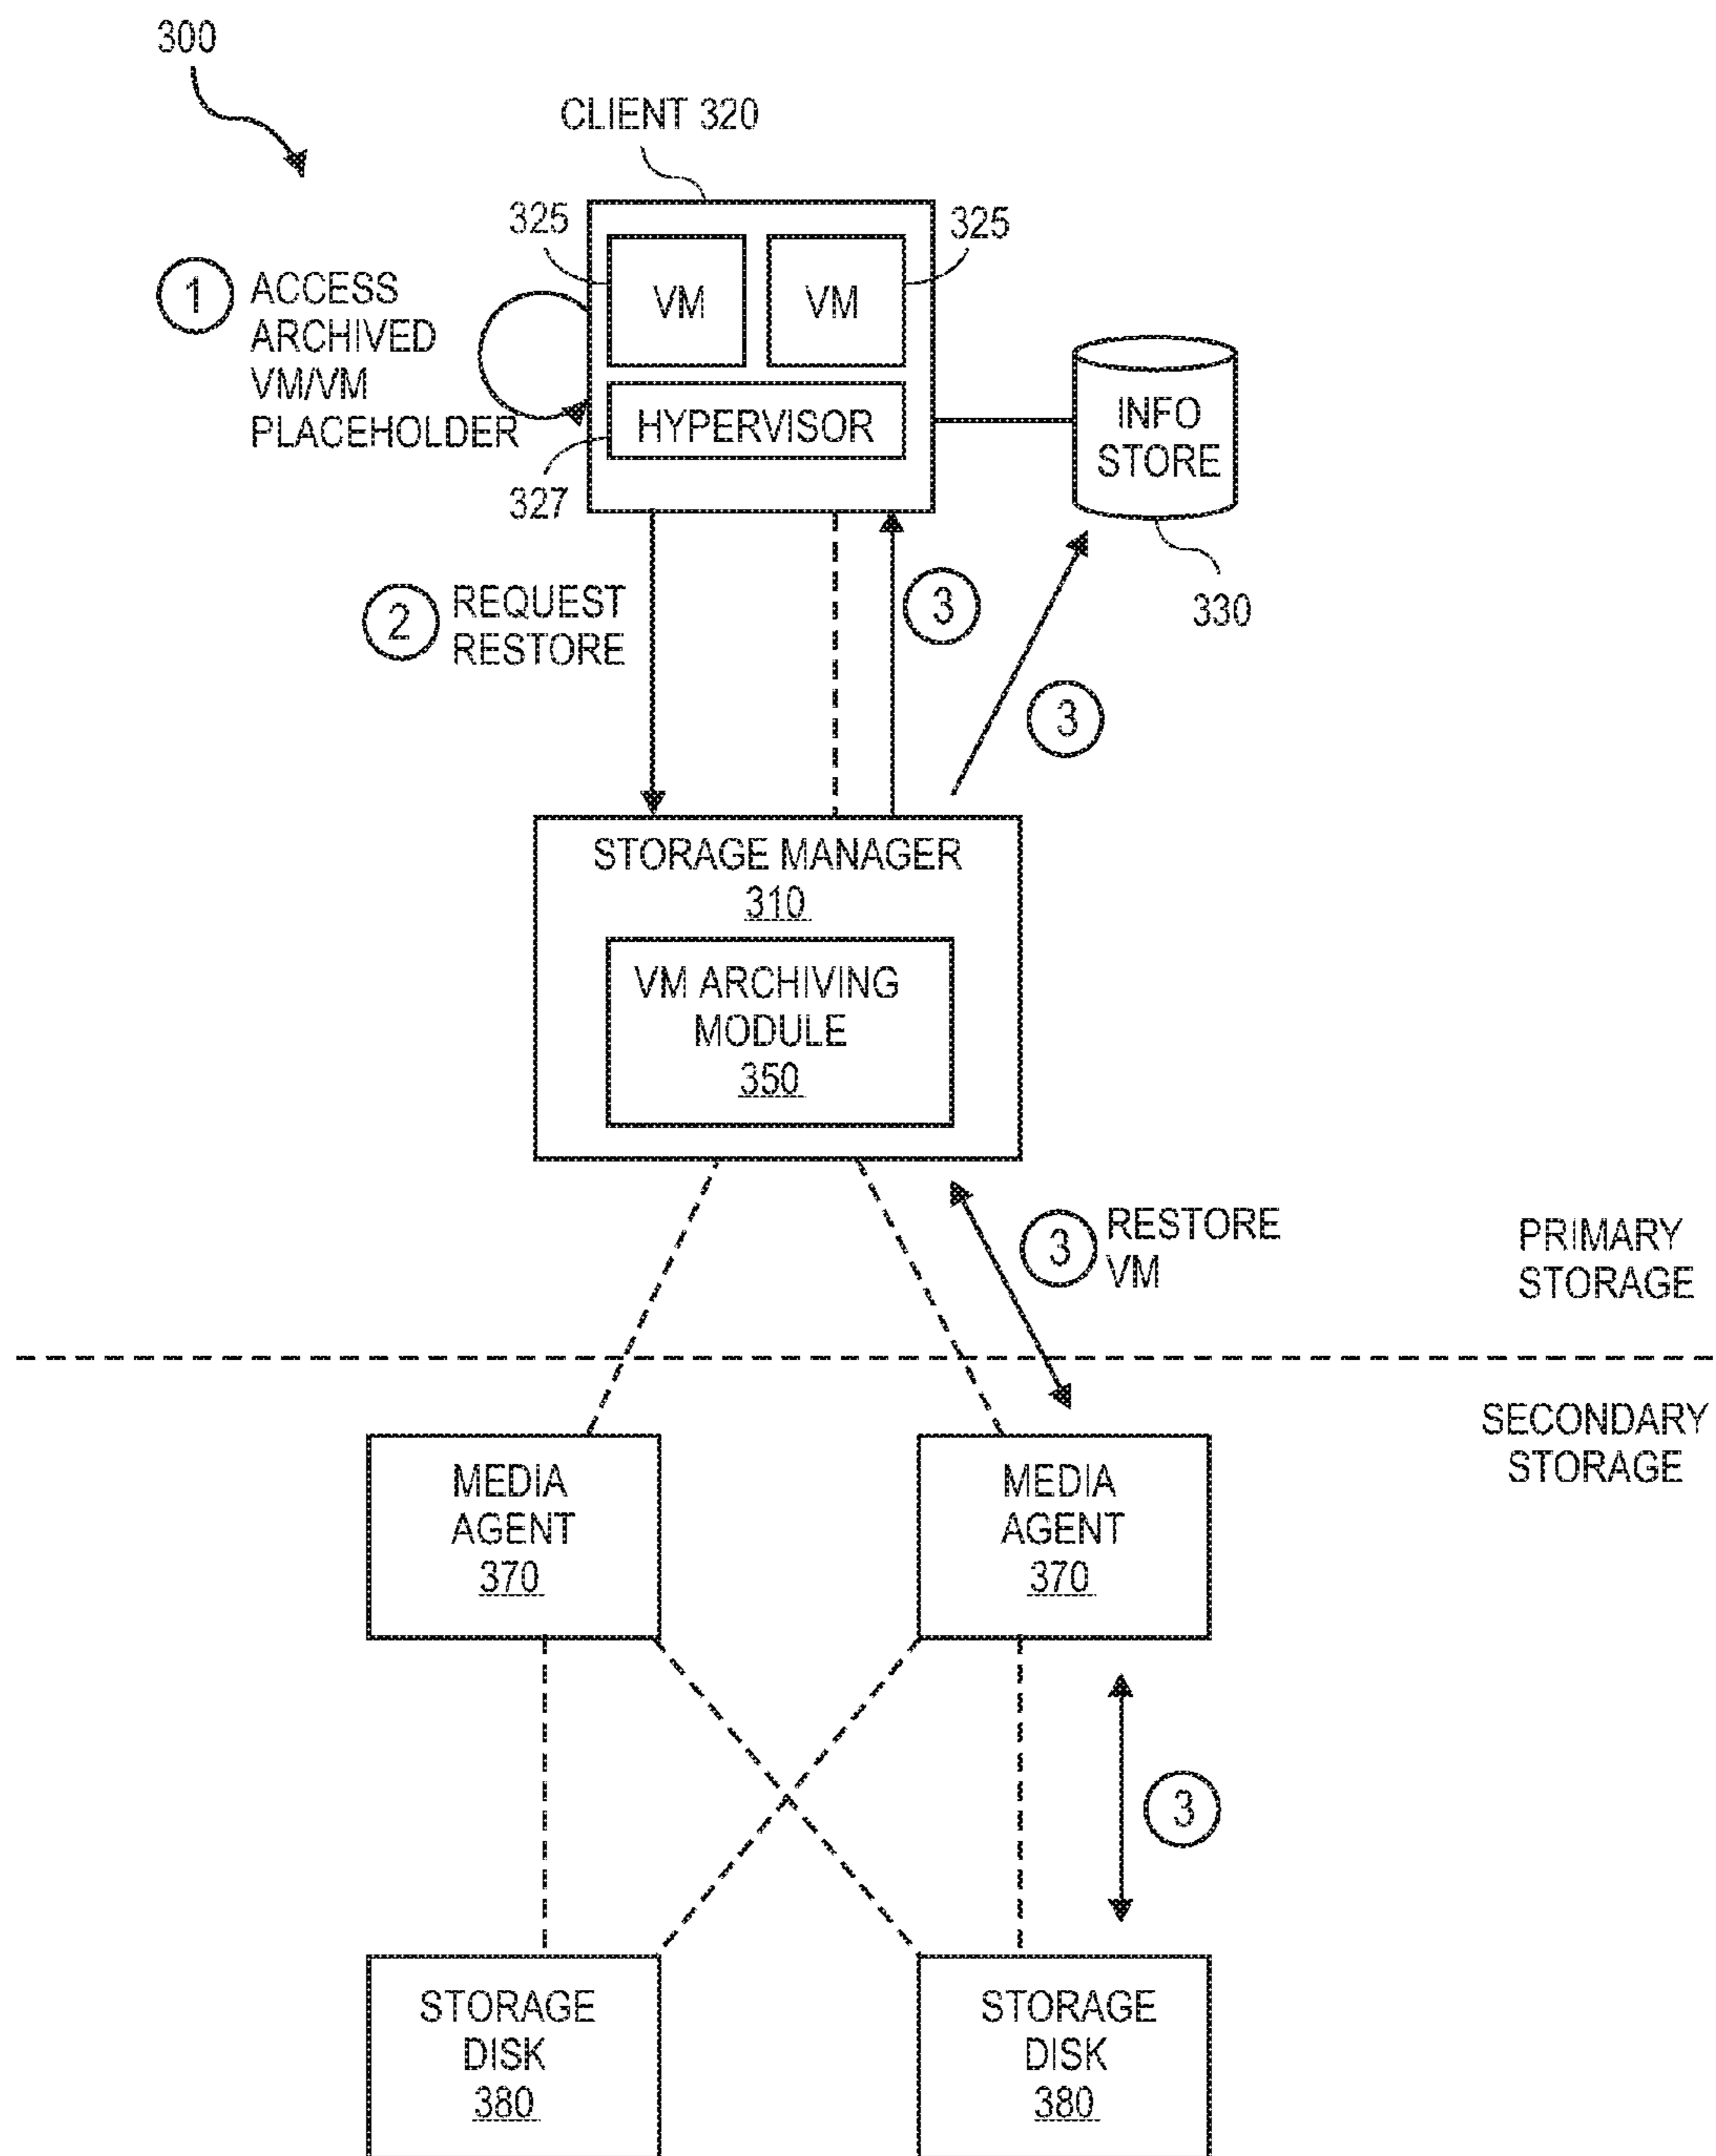 300
CLIENT 320
325
325
VM
VM
1
ACCESS
ARCHIVED
VM/VM
PLACEHOLDER
HYPERVISOR
327
INFO
STORE
330
2
REQUEST
RESTORE
3
3
STORAGE MANAGER
310
VM ARCHIVING
MODULE
350
3
RESTORE
VM
PRIMARY
STORAGE
SECONDARY
STORAGE
MEDIA
AGENT
370
MEDIA
AGENT
370
3
STORAGE
DISK
380
STORAGE
DISK
380